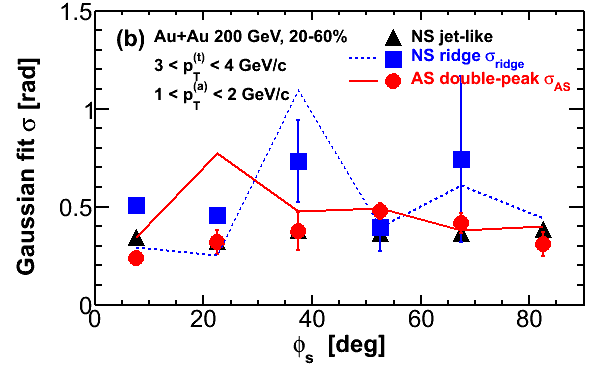 (b) Au+Au 200 GeV, 20-60%
3 < p_T^(t) < 4 GeV/c
1 < p_T^(a) < 2 GeV/c
NS jet-like
NS ridge σ_ridge
AS double-peak σ_AS
Gaussian fit σ [rad]
1.5
1
0.5
0
0 20 40 60 80
ϕ_s [deg]